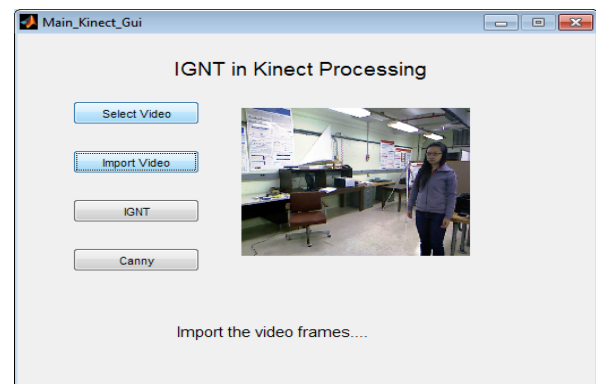 Main_Kinect_Gui
IGNT in Kinect Processing
Select Video
Import Video
IGNT
Canny
Import the video frames....